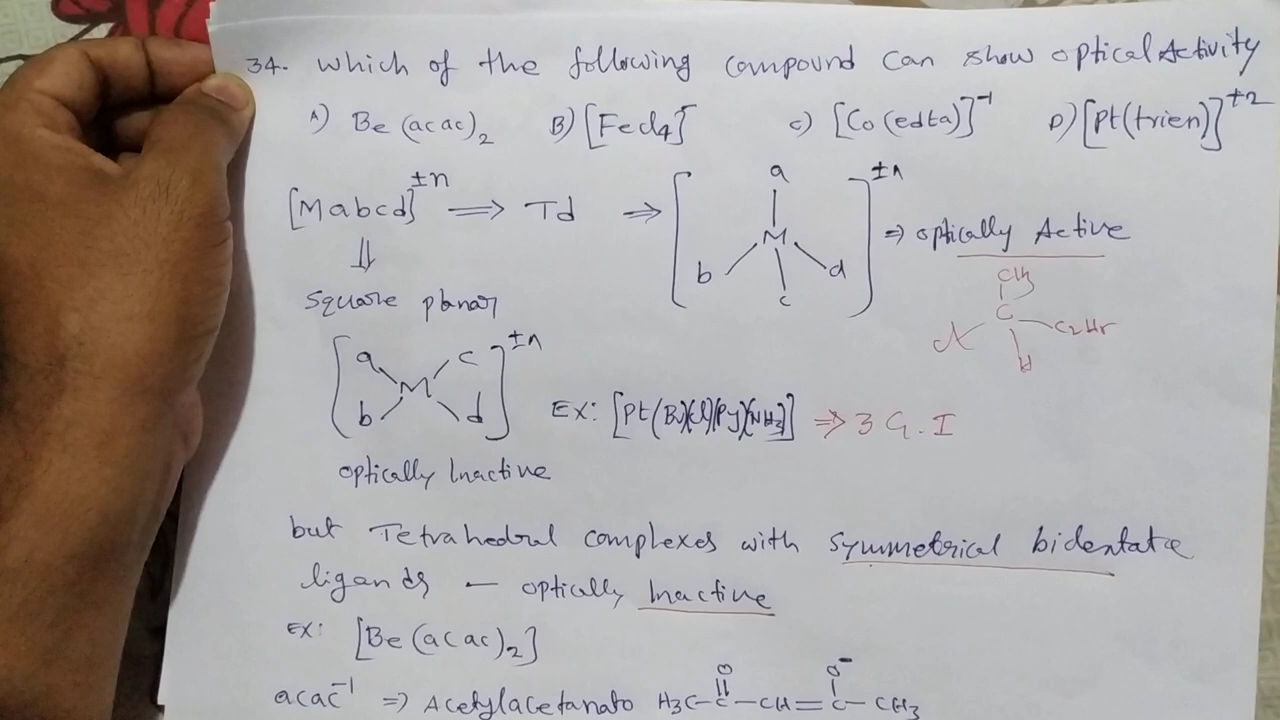 34. Which of the following compound can show optical Activity
A) Be(acac)₂ B) [FeCl₄]⁻ C) [Co(edta)]⁻¹ D) [Pt(trien)]⁺²
[Mabcd]±n ⟹ Td ⟹ [M a b c d]±n ⇒ optically Active
⇓
Square planar
CH3
C
X C2H5
H
[a c M b d]±n
Ex: [Pt(Br)(Cl)(Py)(NH3)] ⇒ 3 G.I
optically Inactive
but Tetrahedral complexes with Symmetrical bidentate
ligands — optically Inactive
Ex: [Be(acac)₂]
acac⁻¹ ⇒ Acetylacetanato H3C-C(=O)-CH=C(O⁻)-CH3